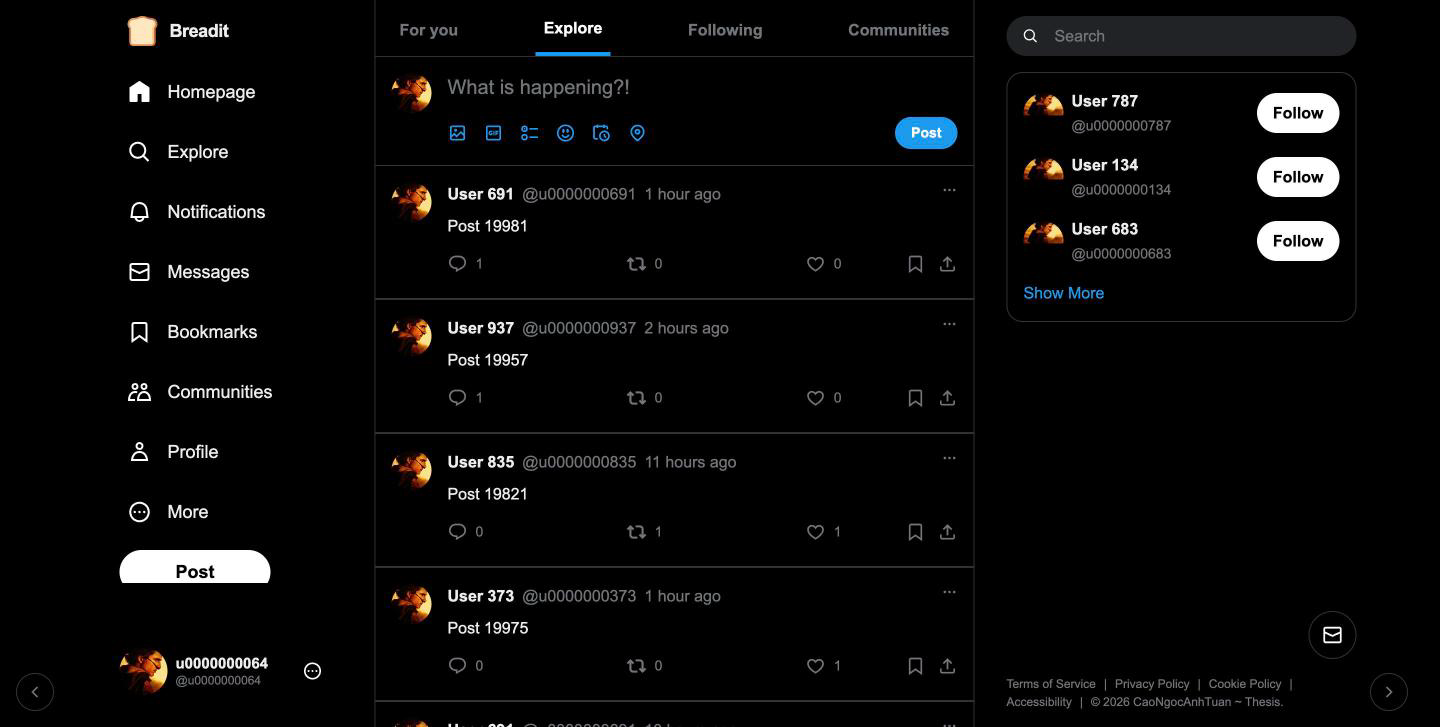 Breadit
Homepage
Explore
Notifications
Messages
Bookmarks
Communities
Profile
More
Post
u0000000064
@u0000000064
For you Explore Following Communities
What is happening?!
GIF
Post
User 691 @u0000000691 1 hour ago
Post 19981
1 0 0
User 937 @u0000000937 2 hours ago
Post 19957
1 0 0
User 835 @u0000000835 11 hours ago
Post 19821
0 1 1
User 373 @u0000000373 1 hour ago
Post 19975
0 0 1
Search
User 787
@u0000000787
Follow
User 134
@u0000000134
Follow
User 683
@u0000000683
Follow
Show More
Terms of Service | Privacy Policy | Cookie Policy |
Accessibility | © 2026 CaoNgocAnhTuan ~ Thesis.